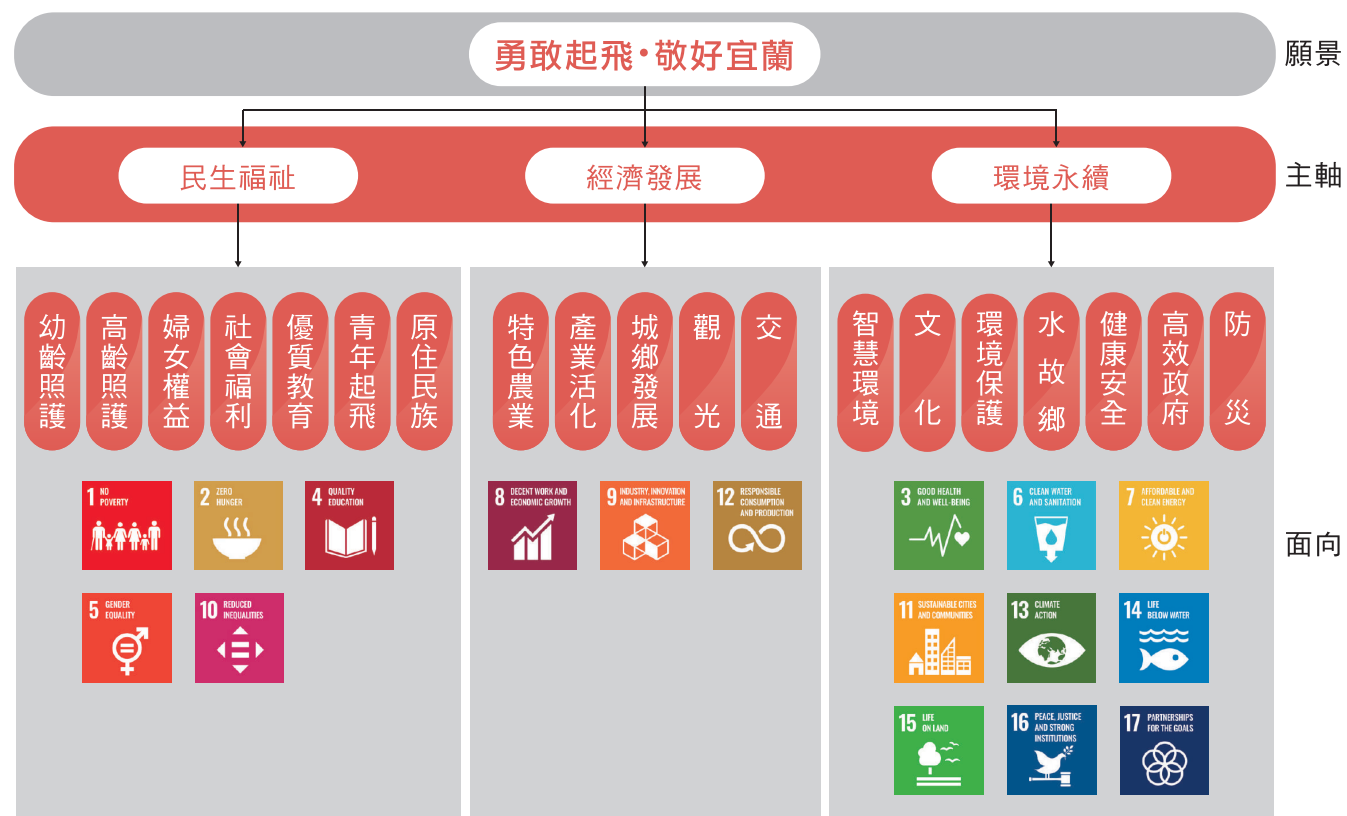 勇敢起飛•敬好宜蘭
願景
民生福祉
經濟發展
環境永續
主軸
幼齡照護
高齡照護
婦女權益
社會福利
優質教育
青年起飛
原住民族
特色農業
產業活化
城鄉發展
觀光
交通
智慧環境
文化
環境保護
水故鄉
健康安全
高效政府
防災
面向
1 NO
POVERTY
2 ZERO
HUNGER
4 QUALITY
EDUCATION
5 GENDER
EQUALITY
10 REDUCED
INEQUALITIES
8 DECENT WORK AND
ECONOMIC GROWTH
9 INDUSTRY, INNOVATION
AND INFRASTRUCTURE
12 RESPONSIBLE
CONSUMPTION
AND PRODUCTION
3 GOOD HEALTH
AND WELL-BEING
6 CLEAN WATER
AND SANITATION
7 AFFORDABLE AND
CLEAN ENERGY
11 SUSTAINABLE CITIES
AND COMMUNITIES
13 CLIMATE
ACTION
14 LIFE
BELOW WATER
15 LIFE
ON LAND
16 PEACE, JUSTICE
AND STRONG
INSTITUTIONS
17 PARTNERSHIPS
FOR THE GOALS